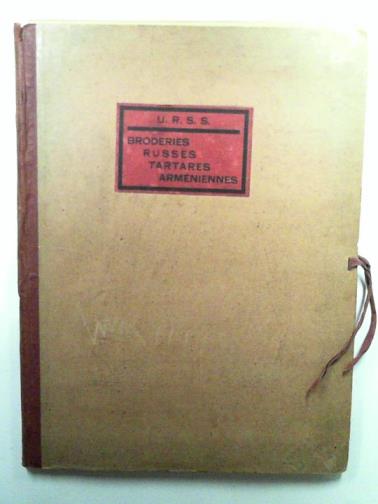 U. R. S. S.
BRODERIES
RUSSES
TARTARES
ARMÉNIENNES